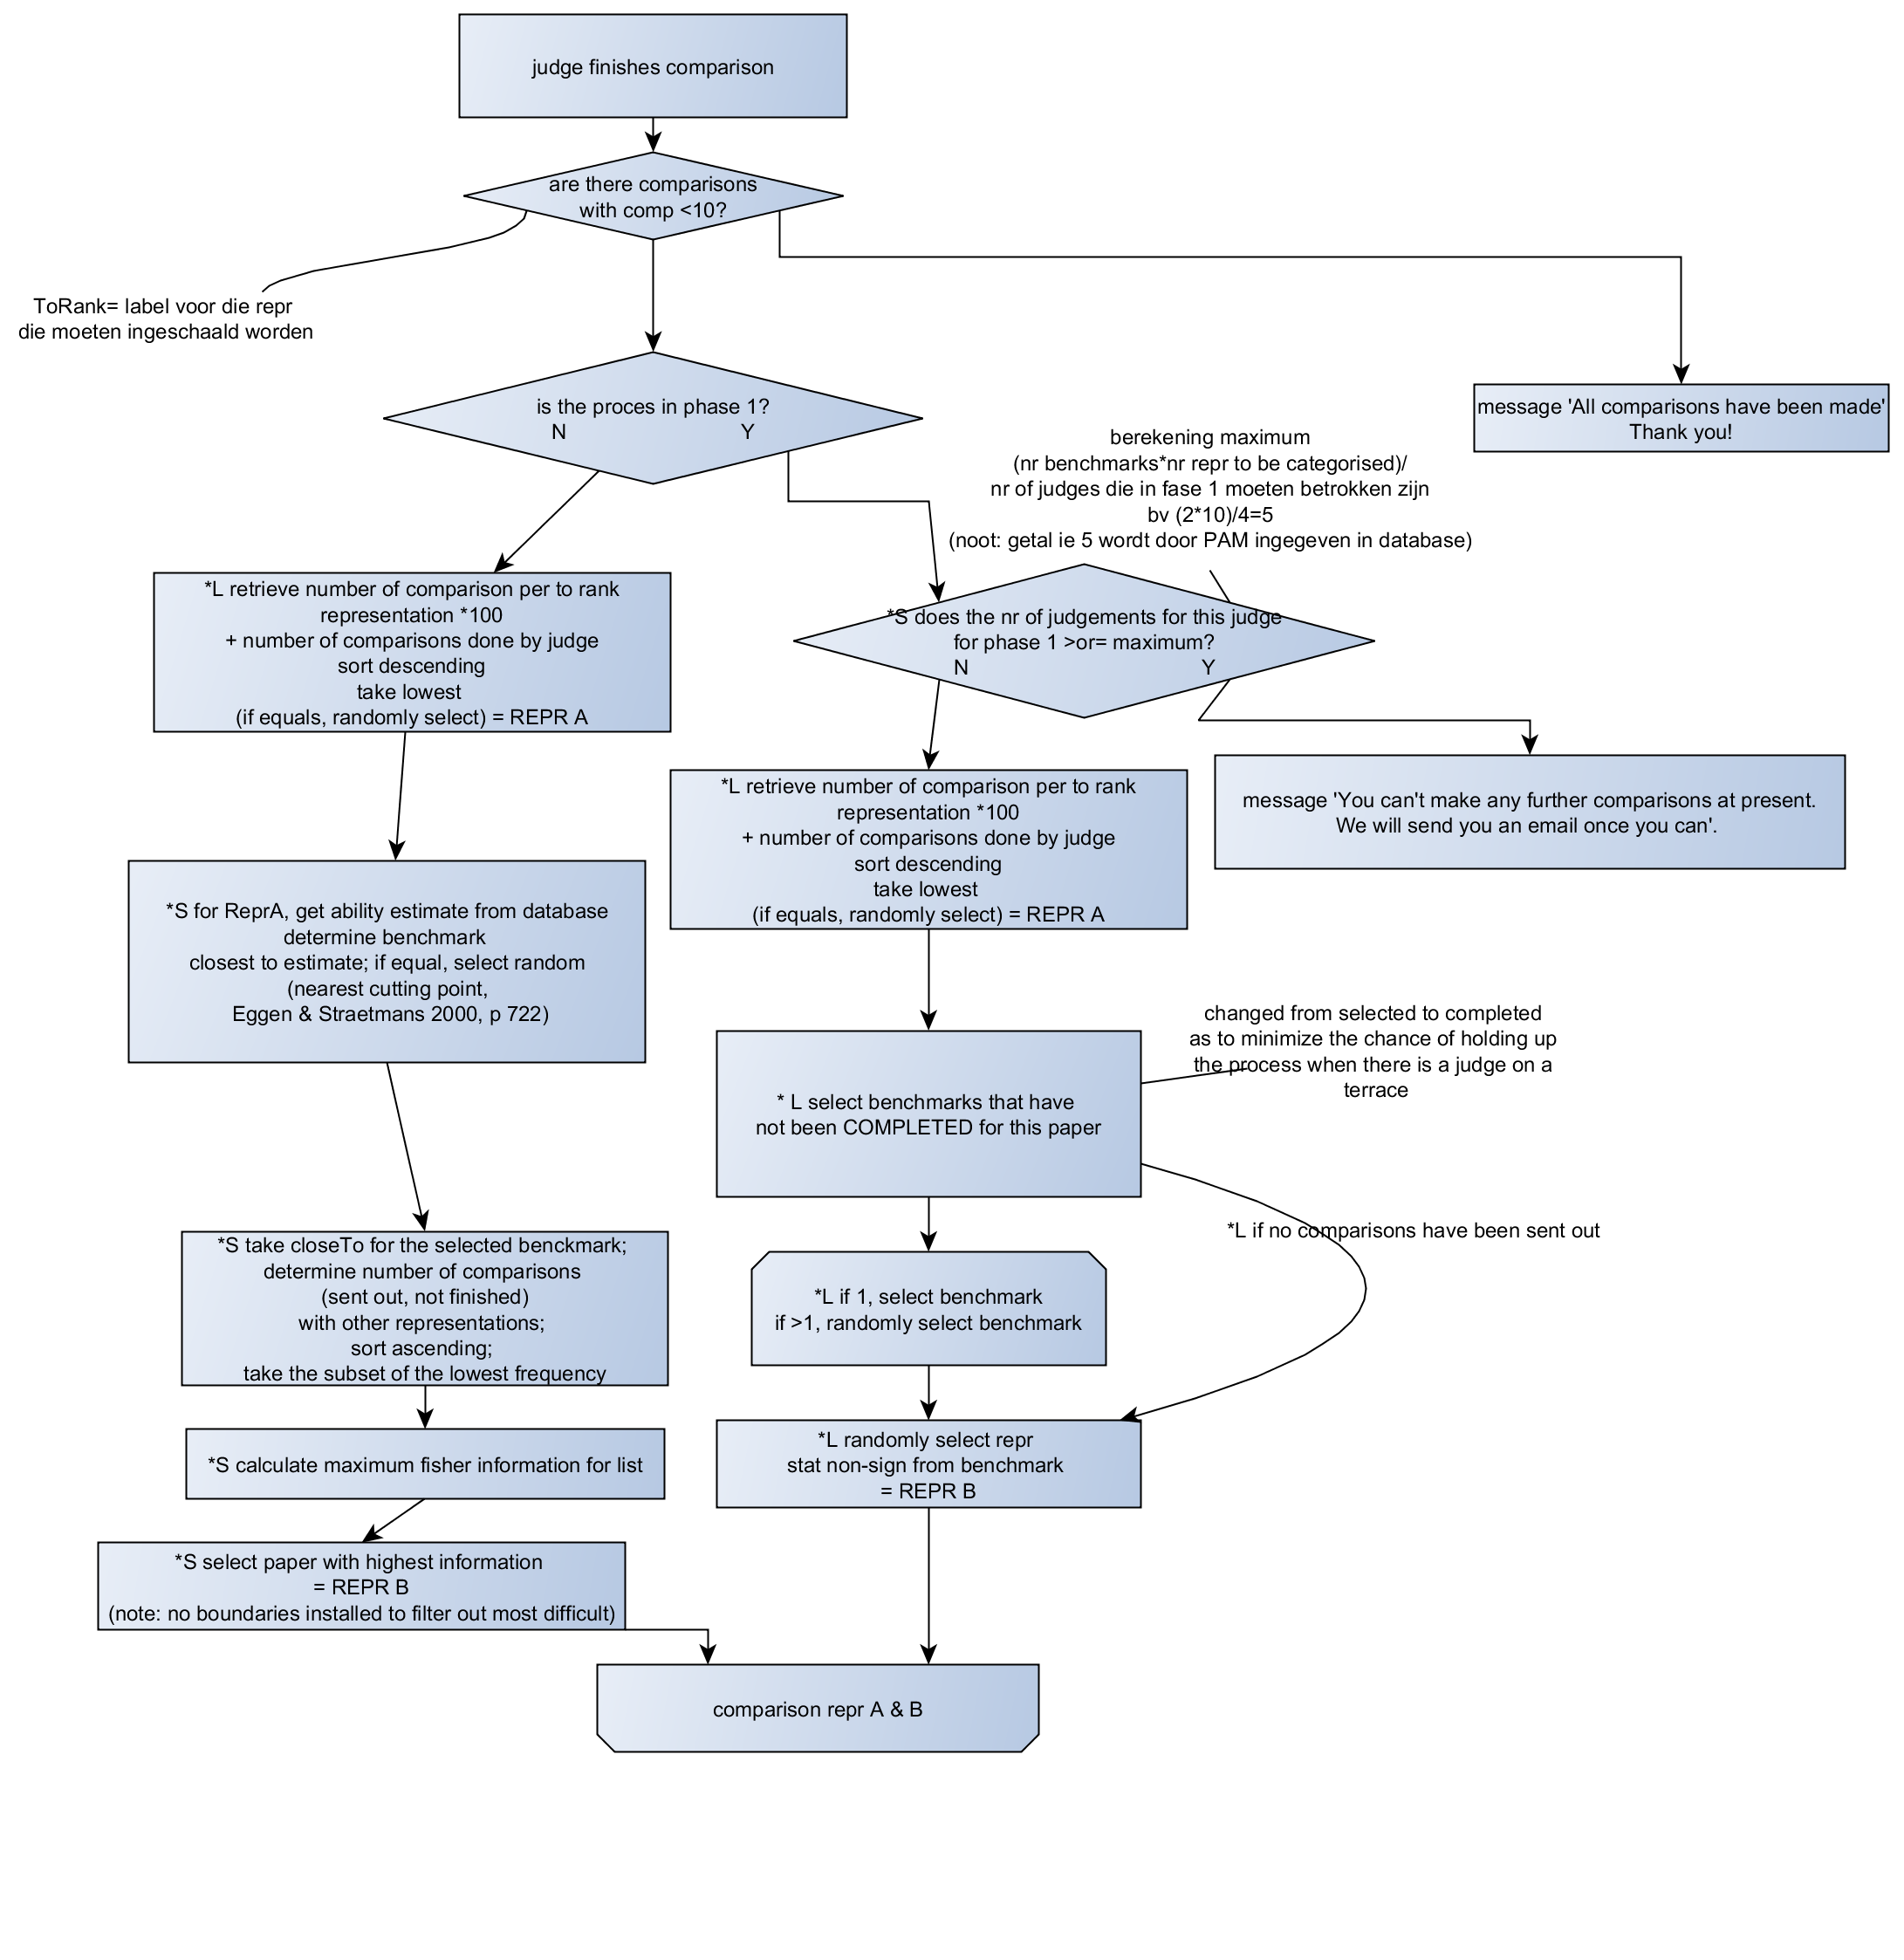 judge finishes comparison
are there comparisons
with comp <10?
ToRank= label voor die repr
die moeten ingeschaald worden
is the proces in phase 1?
N Y
message 'All comparisons have been made'
Thank you!
berekening maximum
(nr benchmarks*nr repr to be categorised)/
nr of judges die in fase 1 moeten betrokken zijn
bv (2*10)/4=5
(noot: getal ie 5 wordt door PAM ingegeven in database)
*L retrieve number of comparison per to rank
representation *100
+ number of comparisons done by judge
sort descending
take lowest
(if equals, randomly select) = REPR A
*S does the nr of judgements for this judge
for phase 1 >or= maximum?
N Y
*L retrieve number of comparison per to rank
representation *100
+ number of comparisons done by judge
sort descending
take lowest
(if equals, randomly select) = REPR A
message 'You can't make any further comparisons at present.
We will send you an email once you can'.
*S for ReprA, get ability estimate from database
determine benchmark
closest to estimate; if equal, select random
(nearest cutting point,
Eggen & Straetmans 2000, p 722)
changed from selected to completed
as to minimize the chance of holding up
the process when there is a judge on a
terrace
* L select benchmarks that have
not been COMPLETED for this paper
*L if no comparisons have been sent out
*S take closeTo for the selected benckmark;
determine number of comparisons
(sent out, not finished)
with other representations;
sort ascending;
take the subset of the lowest frequency
*L if 1, select benchmark
if >1, randomly select benchmark
*S calculate maximum fisher information for list
*L randomly select repr
stat non-sign from benchmark
= REPR B
*S select paper with highest information
= REPR B
(note: no boundaries installed to filter out most difficult)
comparison repr A & B